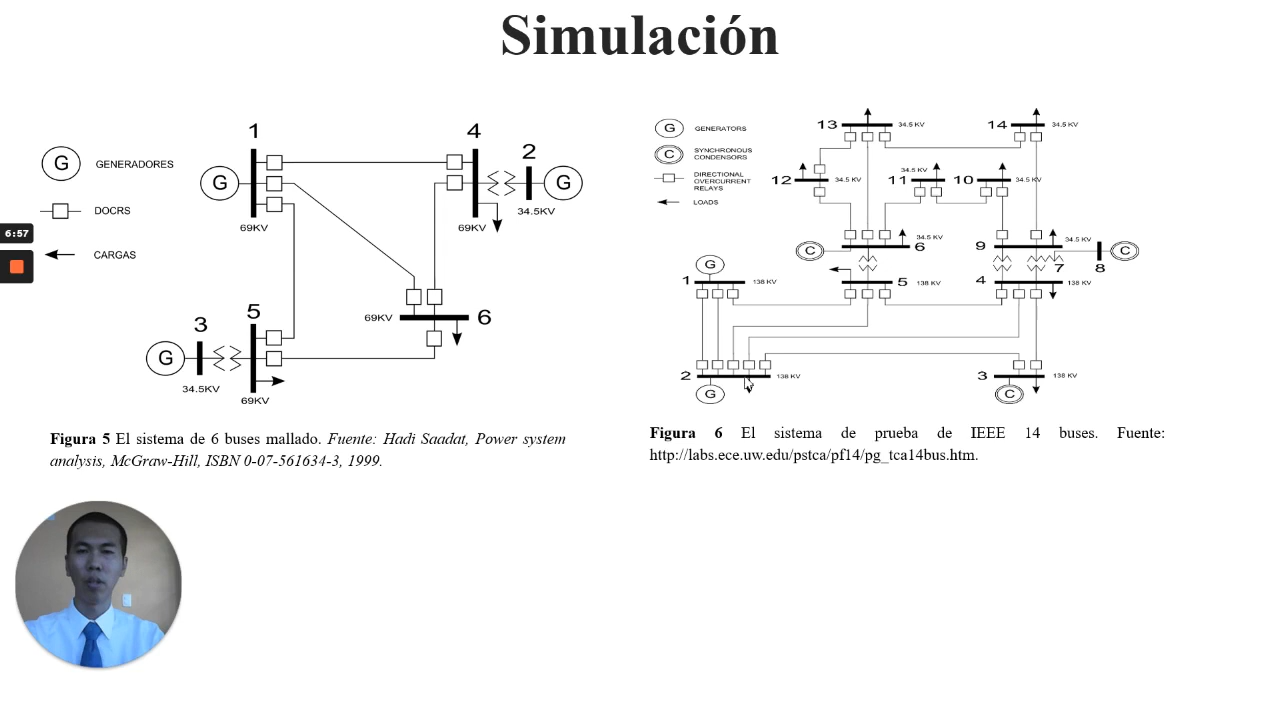 Simulación
G GENERADORES
DOCRS
CARGAS
6:57
1
4
2
G
G
69KV
69KV
34.5KV
3
5
69KV
6
G
34.5KV
69KV
G GENERATORS
C SYNCHRONOUS
CONDENSORS
DIRECTIONAL
OVERCURRENT
RELAYS
LOADS
13 34.5 KV
14 34.5 KV
12 34.5 KV
34.5 KV
11
10 34.5 KV
C
6 34.5 KV
9 34.5 KV
7
8
C
G
1 138 KV
5 138 KV
4 138 KV
2 138 KV
3 138 KV
G
C
Figura 5 El sistema de 6 buses mallado. Fuente: Hadi Saadat, Power system
analysis, McGraw-Hill, ISBN 0-07-561634-3, 1999.
Figura 6 El sistema de prueba de IEEE 14 buses. Fuente:
http://labs.ece.uw.edu/pstca/pf14/pg_tca14bus.htm.